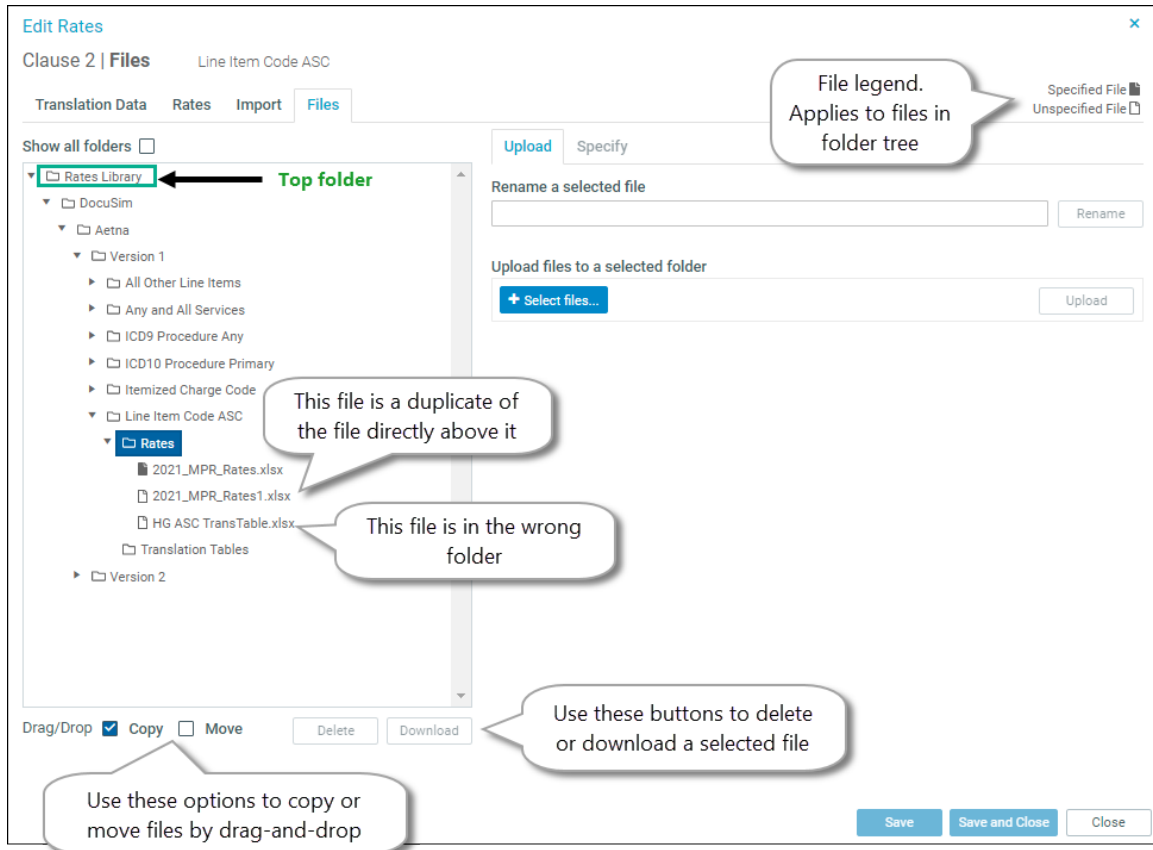 Edit Rates
×
Clause 2 | Files Line Item Code ASC
File legend.
Applies to files in
folder tree
Specified File
Unspecified File
Translation Data Rates Import Files
Show all folders
Upload Specify
Rates Library
Top folder
Rename a selected file
DocuSim
Rename
Aetna
Version 1
Upload files to a selected folder
All Other Line Items
+ Select files... Upload
Any and All Services
ICD9 Procedure Any
ICD10 Procedure Primary
Itemized Charge Code
This file is a duplicate of
the file directly above it
Line Item Code ASC
Rates
2021_MPR_Rates.xlsx
2021_MPR_Rates1.xlsx
HG ASC TransTable.xlsx
This file is in the wrong
folder
Translation Tables
Version 2
Drag/Drop Copy Move Delete Download
Use these buttons to delete
or download a selected file
Use these options to copy or
move files by drag-and-drop
Save Save and Close Close